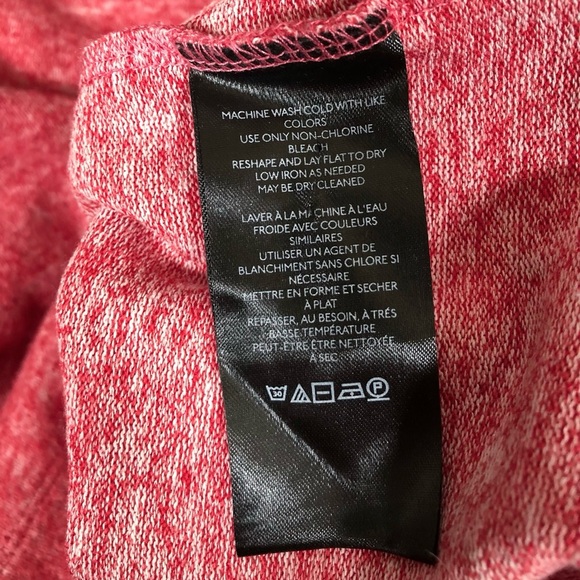 MACHINE WASH COLD WITH LIKE
COLORS
USE ONLY NON-CHLORINE
BLEACH
RESHAPE AND LAY FLAT TO DRY
LOW IRON AS NEEDED
MAY BE DRY CLEANED
LAVER À LA MACHINE À L'EAU
FROIDE AVEC COULEURS
SIMILAIRES
UTILISER UN AGENT DE
BLANCHIMENT SANS CHLORE SI
NÉCESSAIRE
METTRE EN FORME ET SECHER
À PLAT
REPASSER, AU BESOIN, À TRÉS
BASSE TEMPÉRATURE
PEUT-ÊTRE ÊTRE NETTOYÉE
À SEC
30
P